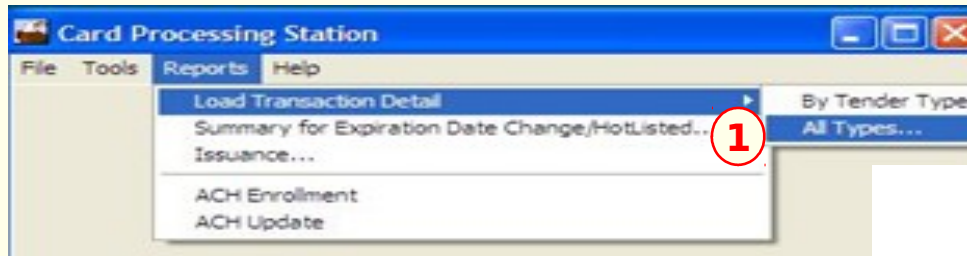 Card Processing Station
File Tools Reports Help
Load Transaction Detail
By Tender Type
Summary for Expiration Date Change/HotListed...
1
All Types...
Issuance...
ACH Enrollment
ACH Update